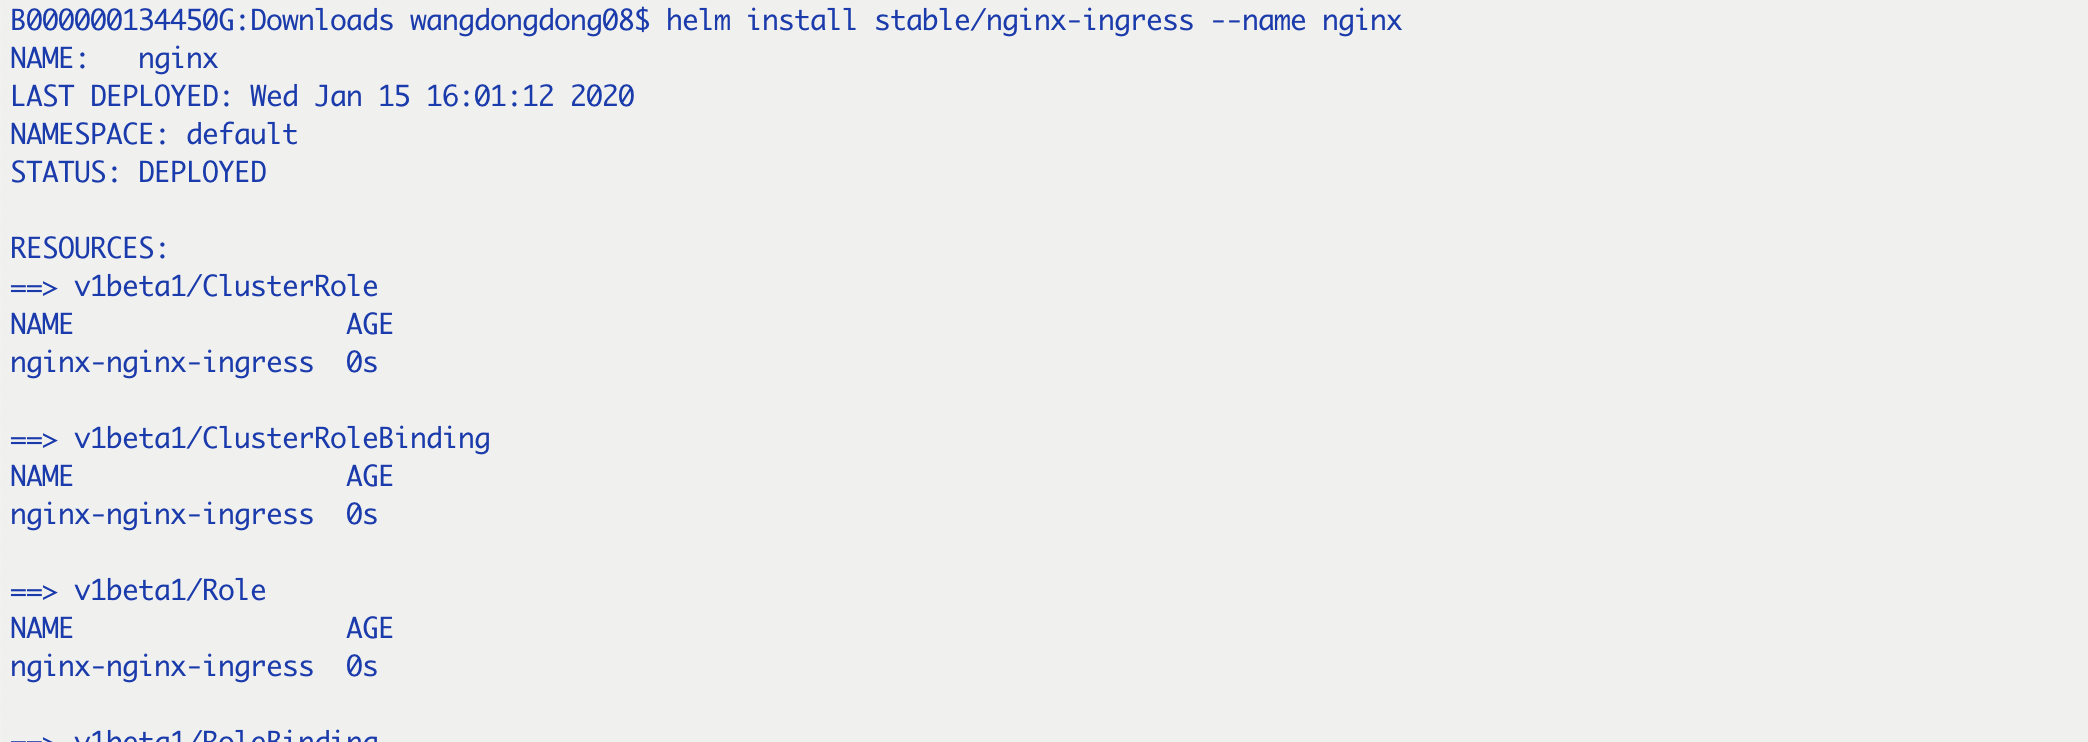 B000000134450G:Downloads wangdongdong08$ helm install stable/nginx-ingress --name nginx
NAME:   nginx
LAST DEPLOYED: Wed Jan 15 16:01:12 2020
NAMESPACE: default
STATUS: DEPLOYED

RESOURCES:
==> v1beta1/ClusterRole
NAME                 AGE
nginx-nginx-ingress  0s

==> v1beta1/ClusterRoleBinding
NAME                 AGE
nginx-nginx-ingress  0s

==> v1beta1/Role
NAME                 AGE
nginx-nginx-ingress  0s

==> v1beta1/RoleBinding